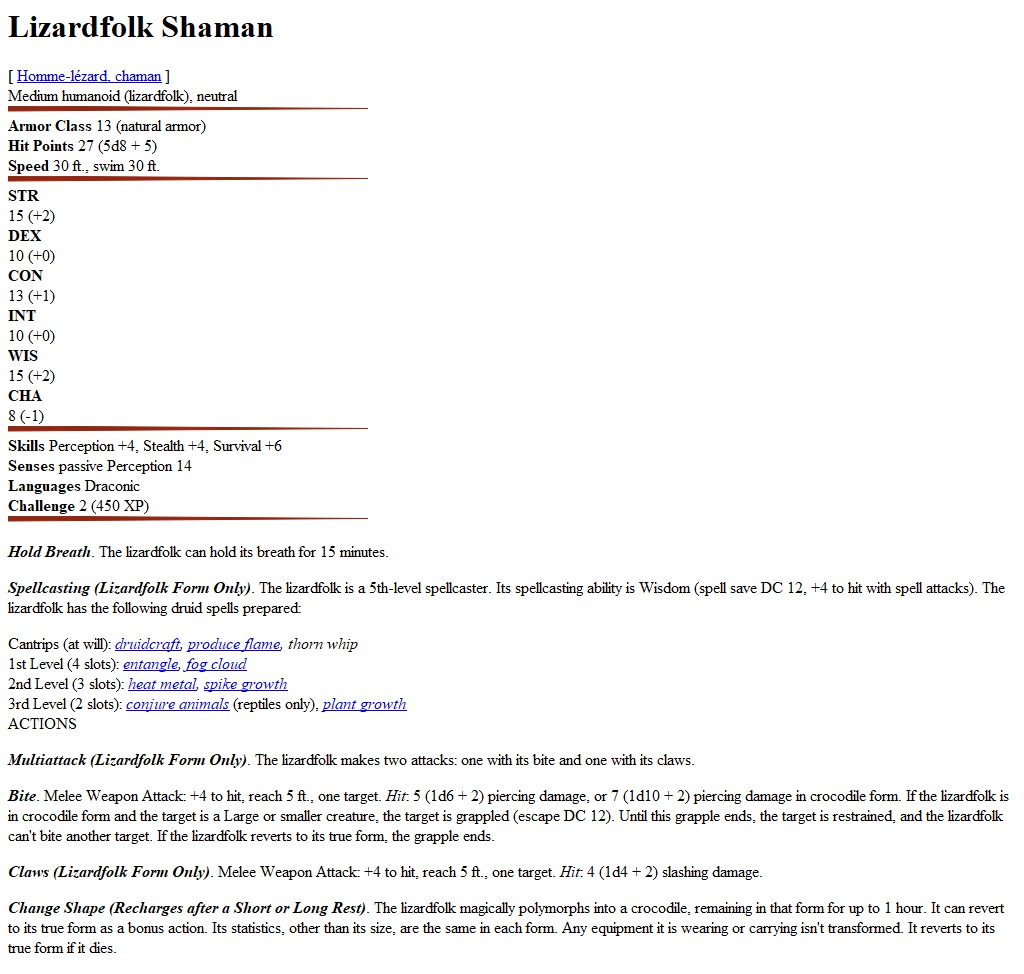 Lizardfolk Shaman
[ Homme-lézard, chaman ]
Medium humanoid (lizardfolk), neutral
Armor Class 13 (natural armor)
Hit Points 27 (5d8 + 5)
Speed 30 ft., swim 30 ft.
STR
15 (+2)
DEX
10 (+0)
CON
13 (+1)
INT
10 (+0)
WIS
15 (+2)
CHA
8 (-1)
Skills Perception +4, Stealth +4, Survival +6
Senses passive Perception 14
Languages Draconic
Challenge 2 (450 XP)
Hold Breath. The lizardfolk can hold its breath for 15 minutes.
Spellcasting (Lizardfolk Form Only). The lizardfolk is a 5th-level spellcaster. Its spellcasting ability is Wisdom (spell save DC 12, +4 to hit with spell attacks). The
lizardfolk has the following druid spells prepared:
Cantrips (at will): druidcraft, produce flame, thorn whip
1st Level (4 slots): entangle, fog cloud
2nd Level (3 slots): heat metal, spike growth
3rd Level (2 slots): conjure animals (reptiles only), plant growth
ACTIONS
Multiattack (Lizardfolk Form Only). The lizardfolk makes two attacks: one with its bite and one with its claws.
Bite. Melee Weapon Attack: +4 to hit, reach 5 ft., one target. Hit: 5 (1d6 + 2) piercing damage, or 7 (1d10 + 2) piercing damage in crocodile form. If the lizardfolk is
in crocodile form and the target is a Large or smaller creature, the target is grappled (escape DC 12). Until this grapple ends, the target is restrained, and the lizardfolk
can't bite another target. If the lizardfolk reverts to its true form, the grapple ends.
Claws (Lizardfolk Form Only). Melee Weapon Attack: +4 to hit, reach 5 ft., one target. Hit: 4 (1d4 + 2) slashing damage.
Change Shape (Recharges after a Short or Long Rest). The lizardfolk magically polymorphs into a crocodile, remaining in that form for up to 1 hour. It can revert
to its true form as a bonus action. Its statistics, other than its size, are the same in each form. Any equipment it is wearing or carrying isn't transformed. It reverts to its
true form if it dies.